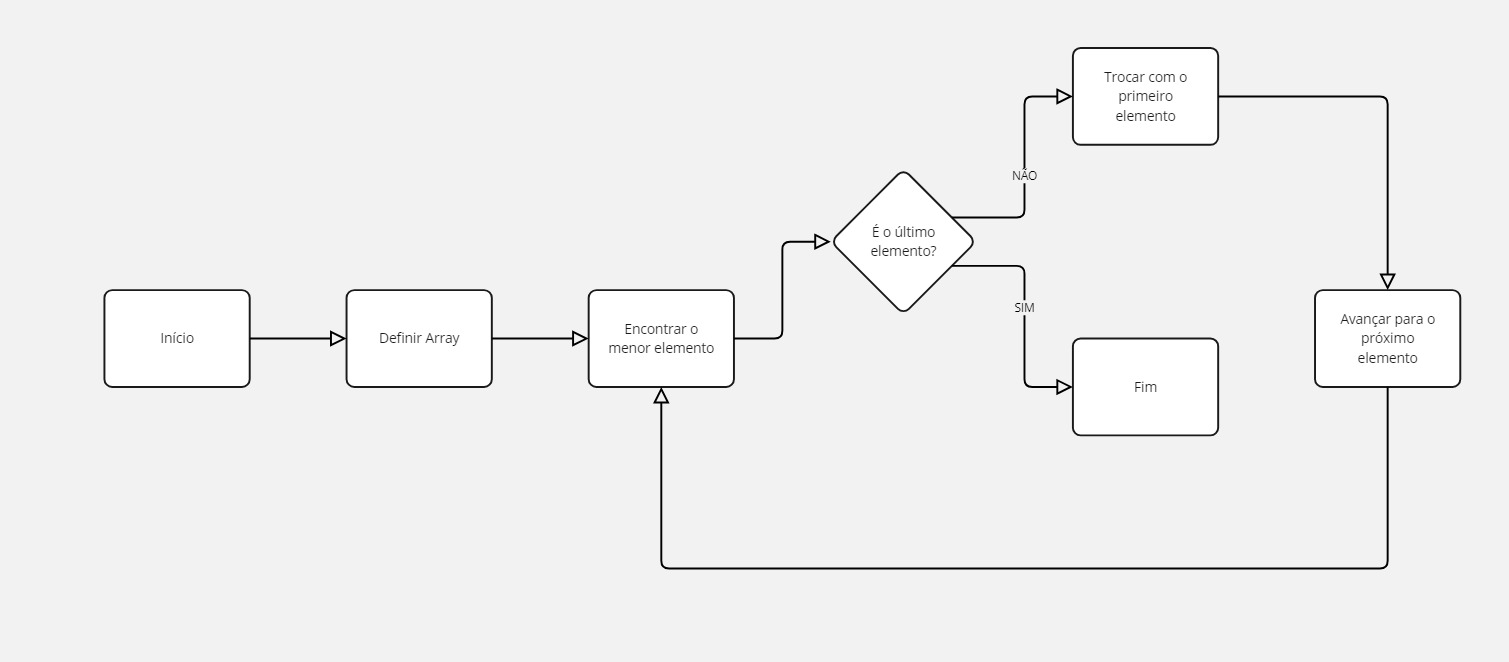 Início
Definir Array
Encontrar o
menor elemento
É o último
elemento?
NÃO
Trocar com o
primeiro
elemento
SIM
Fim
Avançar para o
próximo
elemento